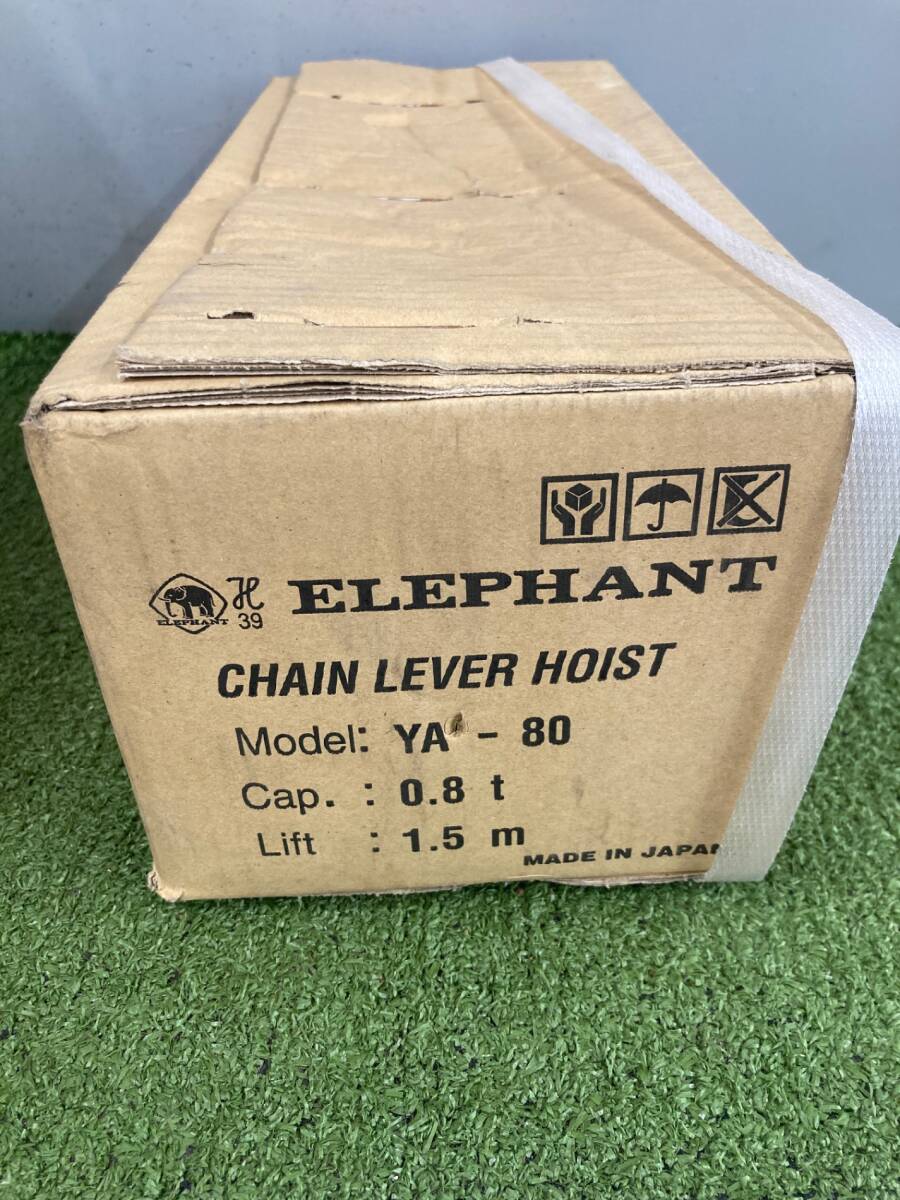 ELEPHANT
H
39
ELEPHANT
CHAIN LEVER HOIST
Model: YA - 80
Cap. : 0.8 t
Lift : 1.5 m
MADE IN JAPAN